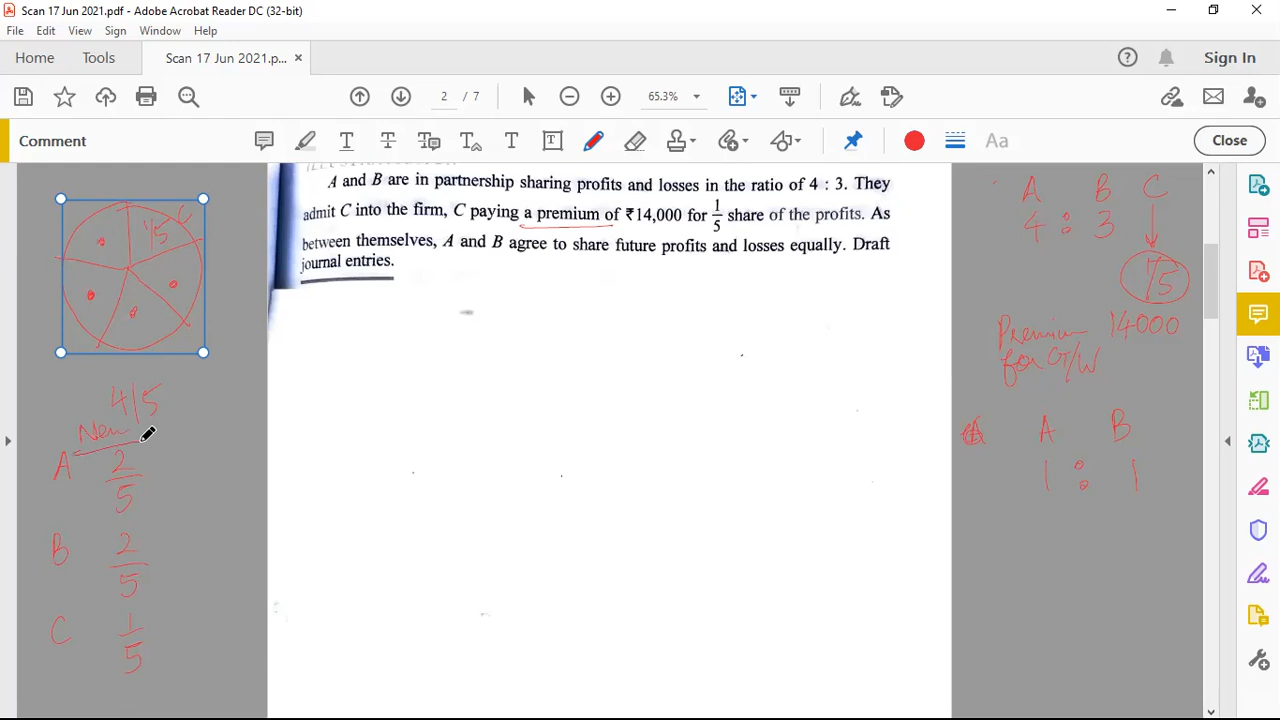 Scan 17 Jun 2021.pdf - Adobe Acrobat Reader DC (32-bit)
File Edit View Sign Window Help
Home Tools Scan 17 Jun 2021.p... × Sign In
2 / 7 65.3%
Comment Close
A and B are in partnership sharing profits and losses in the ratio of 4 : 3. They
admit C into the firm, C paying a premium of ₹14,000 for 1/5 share of the profits. As
between themselves, A and B agree to share future profits and losses equally. Draft
journal entries.
1/5 C
4/5
New
A 2/5
B 2/5
C 1/5
A B C
4 : 3
1/5
Premium 14000
for G/W
A B
1 : 1